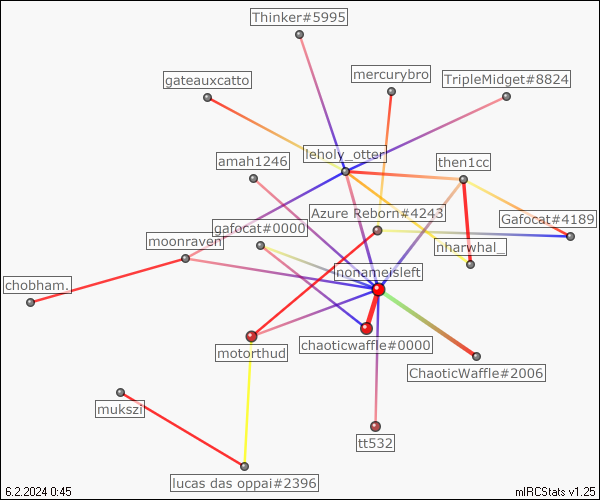 Thinker#5995
mercurybro
gateauxcatto
TripleMidget#8824
leholy_otter
amah1246
then1cc
Azure Reborn#4243
Gafocat#4189
gafocat#0000
moonraven
nharwhal_
nonameisleft
chobham.
chaoticwaffle#0000
motorthud
ChaoticWaffle#2006
mukszi
tt532
lucas das oppai#2396
6.2.2024 0:45
mIRCStats v1.25